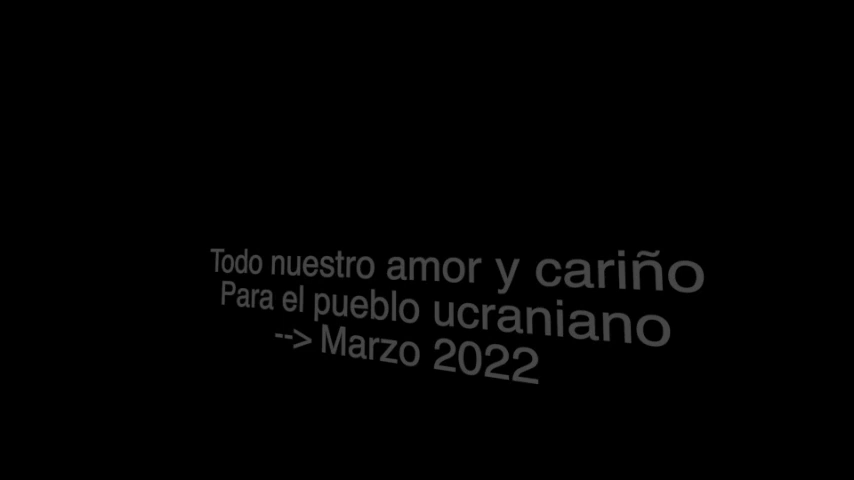 Todo nuestro amor y cariño
Para el pueblo ucraniano
--> Marzo 2022